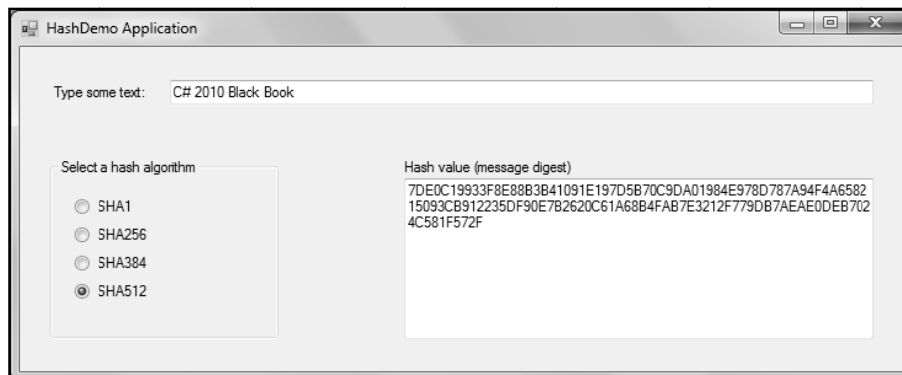 HashDemo Application
Type some text:
C# 2010 Black Book
Select a hash algorithm
SHA1
SHA256
SHA384
SHA512
Hash value (message digest)
7DE0C19933F8E88B3B41091E197D5B70C9DA01984E978D787A94F4A6582
15093CB912235DF90E7B2620C61A68B4FAB7E3212F779DB7AEAE0DEB702
4C581F572F